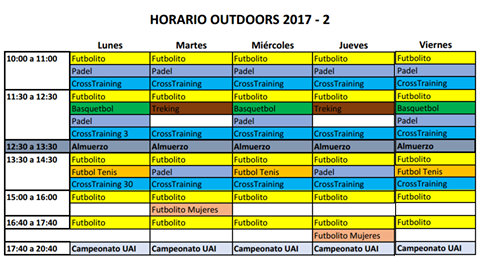 HORARIO OUTDOORS 2017 - 2
Lunes Martes Miércoles Jueves Viernes
10:00 a 11:00 Futbolito Futbolito Futbolito Futbolito Futbolito
Padel Padel Padel Padel Padel
CrossTraining CrossTraining CrossTraining CrossTraining CrossTraining
11:30 a 12:30 Futbolito Futbolito Futbolito Futbolito Futbolito
Basquetbol Treking Basquetbol Treking Basquetbol
Padel Padel Padel
CrossTraining 3 CrossTraining CrossTraining CrossTraining CrossTraining
12:30 a 13:30 Almuerzo Almuerzo Almuerzo Almuerzo Almuerzo
13:30 a 14:30 Futbolito Futbolito Futbolito Futbolito Futbolito
Futbol Tenis Padel Futbol Tenis Padel Futbol Tenis
CrossTraining 30 CrossTraining CrossTraining CrossTraining CrossTraining
15:00 a 16:00 Futbolito Futbolito Futbolito Futbolito Futbolito
Futbolito Mujeres
16:40 a 17:40 Futbolito Futbolito Futbolito Futbolito Futbolito
Futbolito Mujeres
17:40 a 20:40 Campeonato UAI Campeonato UAI Campeonato UAI Campeonato UAI Campeonato UAI